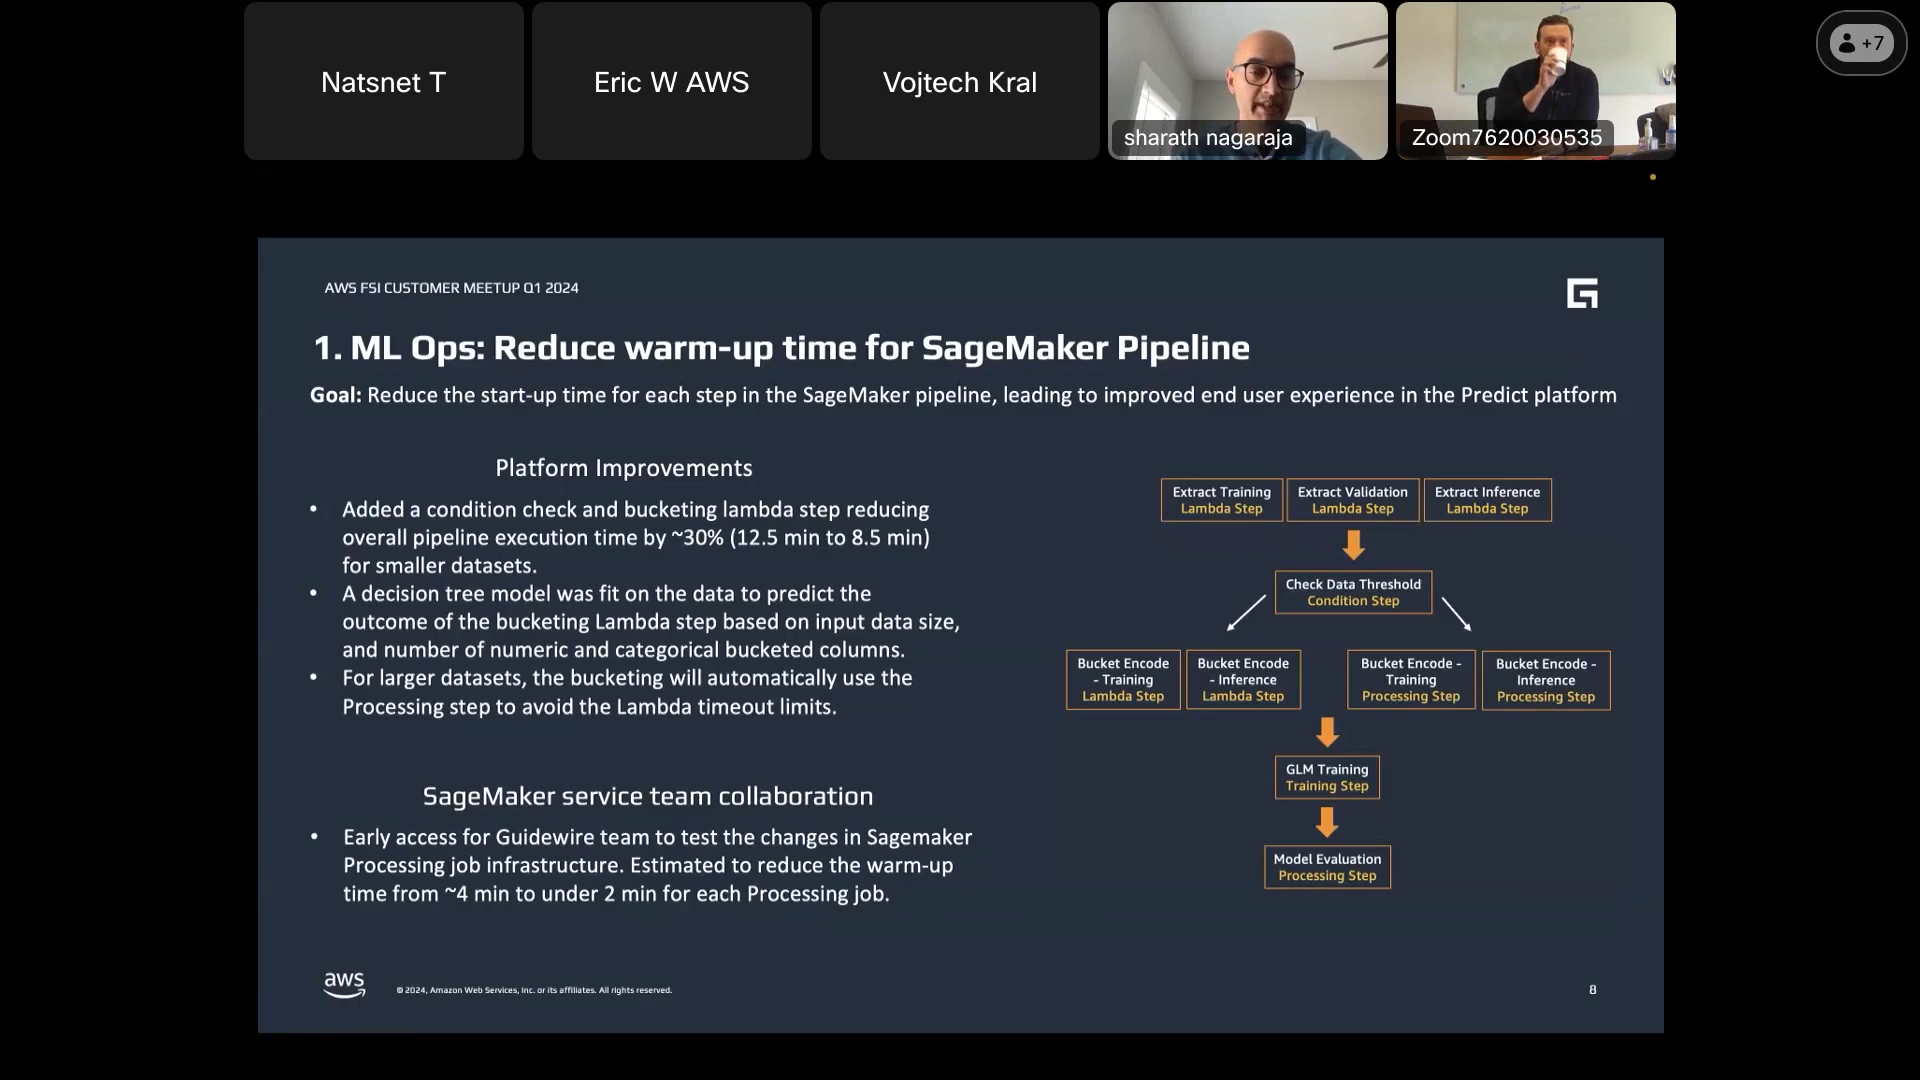 Natsnet T
Eric W AWS
Vojtech Kral
sharath nagaraja
Zoom7620030535
+7
AWS FSI CUSTOMER MEETUP Q1 2024
1. ML Ops: Reduce warm-up time for SageMaker Pipeline
Goal: Reduce the start-up time for each step in the SageMaker pipeline, leading to improved end user experience in the Predict platform
Platform Improvements
• Added a condition check and bucketing lambda step reducing
overall pipeline execution time by ~30% (12.5 min to 8.5 min)
for smaller datasets.
• A decision tree model was fit on the data to predict the
outcome of the bucketing Lambda step based on input data size,
and number of numeric and categorical bucketed columns.
• For larger datasets, the bucketing will automatically use the
Processing step to avoid the Lambda timeout limits.
SageMaker service team collaboration
• Early access for Guidewire team to test the changes in Sagemaker
Processing job infrastructure. Estimated to reduce the warm-up
time from ~4 min to under 2 min for each Processing job.
Extract Training
Lambda Step
Extract Validation
Lambda Step
Extract Inference
Lambda Step
Check Data Threshold
Condition Step
Bucket Encode
- Training
Lambda Step
Bucket Encode
- Inference
Lambda Step
Bucket Encode -
Training
Processing Step
Bucket Encode -
Inference
Processing Step
GLM Training
Training Step
Model Evaluation
Processing Step
aws
© 2024, Amazon Web Services, Inc. or its affiliates. All rights reserved.
8